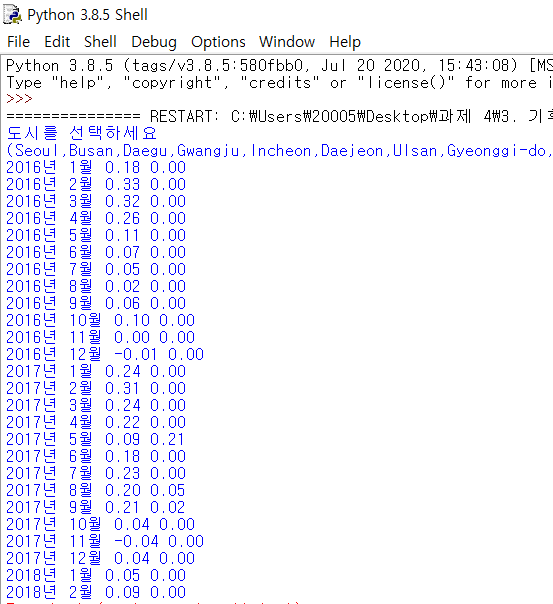 Python 3.8.5 Shell
File Edit Shell Debug Options Window Help
Python 3.8.5 (tags/v3.8.5:580fbb0, Jul 20 2020, 15:43:08) [MS
Type "help", "copyright", "credits" or "license()" for more i
>>>
=============== RESTART: C:₩Users₩20005₩Desktop₩과제 4₩3. 기후
도시를 선택하세요
(Seoul,Busan,Daegu,Gwangju,Incheon,Daejeon,Ulsan,Gyeonggi-do,
2016년 1월 0.18 0.00
2016년 2월 0.33 0.00
2016년 3월 0.32 0.00
2016년 4월 0.26 0.00
2016년 5월 0.11 0.00
2016년 6월 0.07 0.00
2016년 7월 0.05 0.00
2016년 8월 0.02 0.00
2016년 9월 0.06 0.00
2016년 10월 0.10 0.00
2016년 11월 0.00 0.00
2016년 12월 -0.01 0.00
2017년 1월 0.24 0.00
2017년 2월 0.31 0.00
2017년 3월 0.24 0.00
2017년 4월 0.22 0.00
2017년 5월 0.09 0.21
2017년 6월 0.18 0.00
2017년 7월 0.23 0.00
2017년 8월 0.20 0.05
2017년 9월 0.21 0.02
2017년 10월 0.04 0.00
2017년 11월 -0.04 0.00
2017년 12월 0.04 0.00
2018년 1월 0.05 0.00
2018년 2월 0.09 0.00